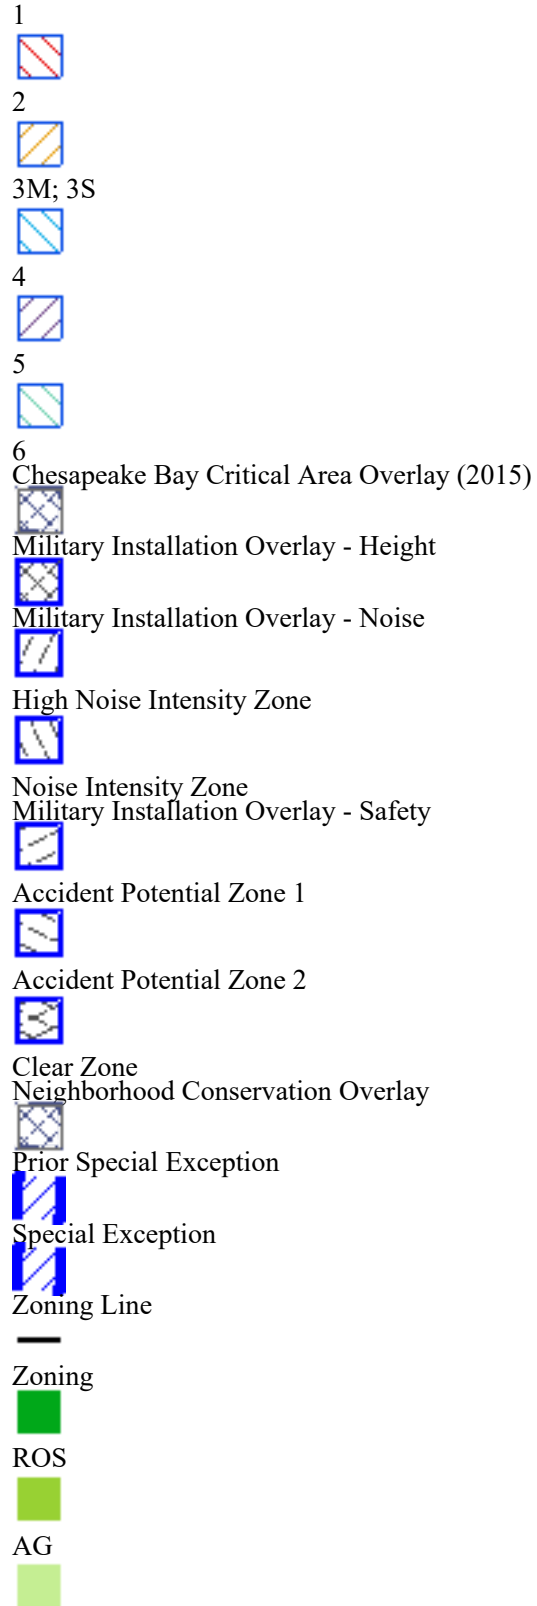 1
2
3M; 3S
4
5
6
Chesapeake Bay Critical Area Overlay (2015)
Military Installation Overlay - Height
Military Installation Overlay - Noise
High Noise Intensity Zone
Noise Intensity Zone
Military Installation Overlay - Safety
Accident Potential Zone 1
Accident Potential Zone 2
Clear Zone
Neighborhood Conservation Overlay
Prior Special Exception
Special Exception
Zoning Line
Zoning
ROS
AG